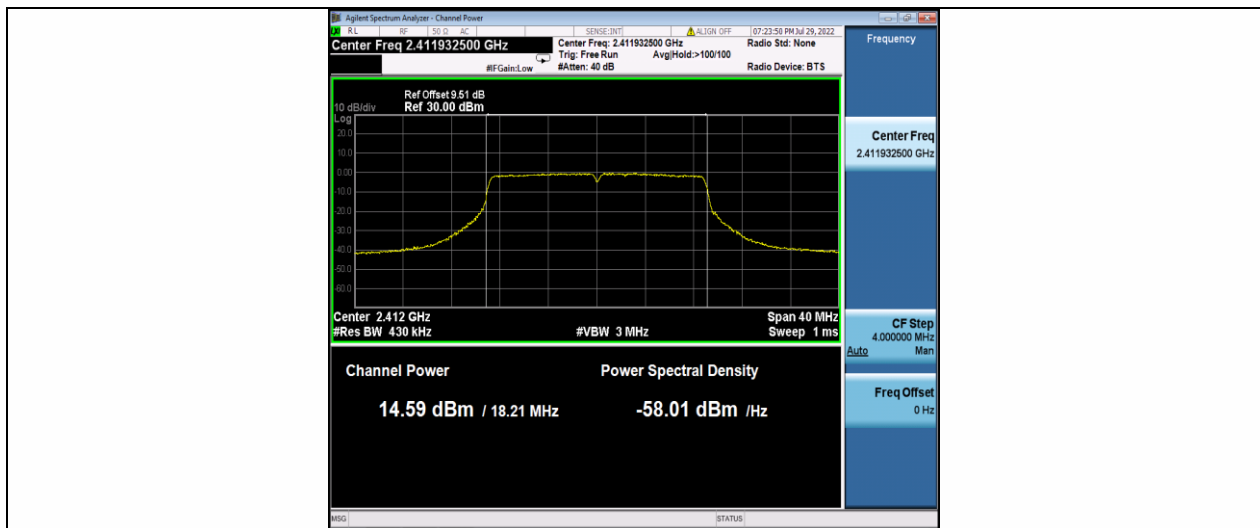 Agilent Spectrum Analyzer - Channel Power
RL RF 50 Ω AC SENSE:INT ALIGN OFF 07:23:50 PM Jul 29, 2022
Center Freq 2.411932500 GHz
Center Freq: 2.411932500 GHz Radio Std: None
Trig: Free Run Avg|Hold:>100/100
#IFGain:Low #Atten: 40 dB Radio Device: BTS
Frequency
Ref Offset 9.51 dB
10 dB/div Ref 30.00 dBm
Log
20.0
10.0
0.00
-10.0
-20.0
-30.0
-40.0
-50.0
-60.0
Center 2.412 GHz Span 40 MHz
#Res BW 430 kHz #VBW 3 MHz Sweep 1 ms
Channel Power Power Spectral Density
14.59 dBm / 18.21 MHz -58.01 dBm /Hz
Center Freq
2.411932500 GHz
CF Step
4.000000 MHz
Auto Man
Freq Offset
0 Hz
MSG STATUS